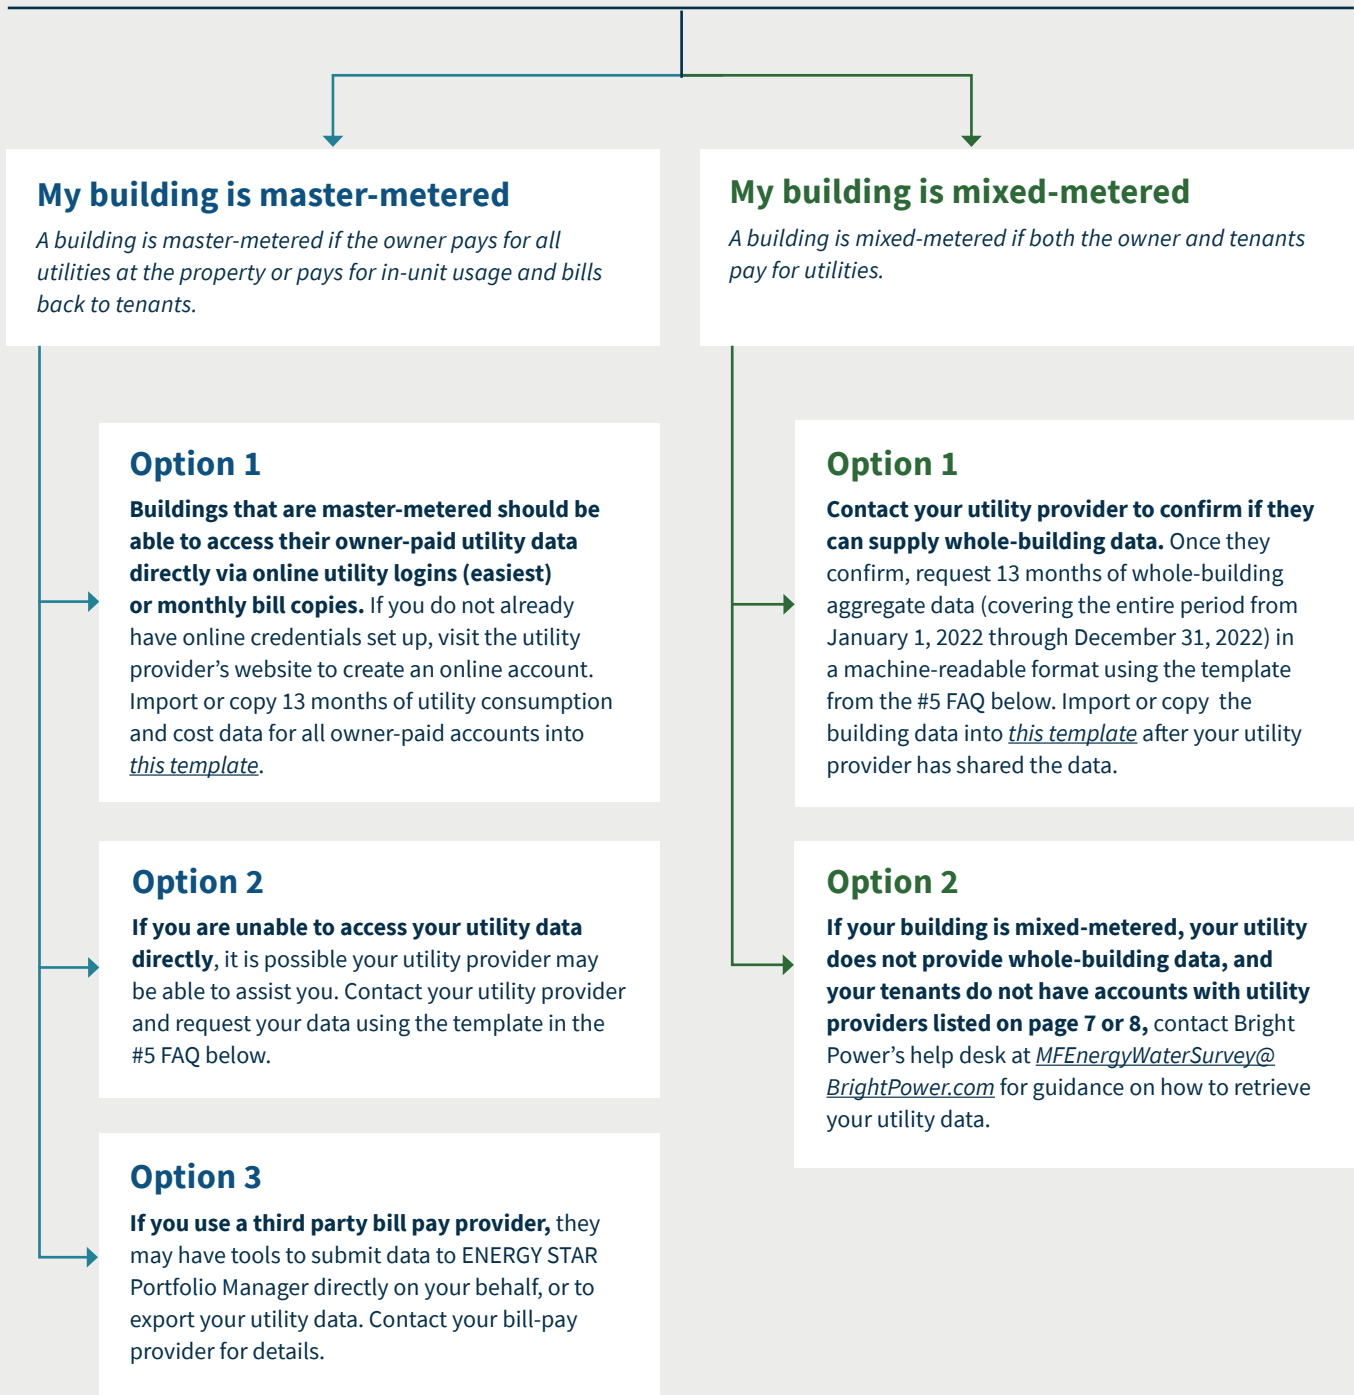 My building is master-metered
A building is master-metered if the owner pays for all
utilities at the property or pays for in-unit usage and bills
back to tenants.
Option 1
Buildings that are master-metered should be
able to access their owner-paid utility data
directly via online utility logins (easiest)
or monthly bill copies. If you do not already
have online credentials set up, visit the utility
provider’s website to create an online account.
Import or copy 13 months of utility consumption
and cost data for all owner-paid accounts into
this template.
Option 2
If you are unable to access your utility data
directly, it is possible your utility provider may
be able to assist you. Contact your utility provider
and request your data using the template in the
#5 FAQ below.
Option 3
If you use a third party bill pay provider, they
may have tools to submit data to ENERGY STAR
Portfolio Manager directly on your behalf, or to
export your utility data. Contact your bill-pay
provider for details.
My building is mixed-metered
A building is mixed-metered if both the owner and tenants
pay for utilities.
Option 1
Contact your utility provider to confirm if they
can supply whole-building data. Once they
confirm, request 13 months of whole-building
aggregate data (covering the entire period from
January 1, 2022 through December 31, 2022) in
a machine-readable format using the template
from the #5 FAQ below. Import or copy  the
building data into this template after your utility
provider has shared the data.
Option 2
If your building is mixed-metered, your utility
does not provide whole-building data, and
your tenants do not have accounts with utility
providers listed on page 7 or 8, contact Bright
Power’s help desk at MFEnergyWaterSurvey@
BrightPower.com for guidance on how to retrieve
your utility data.